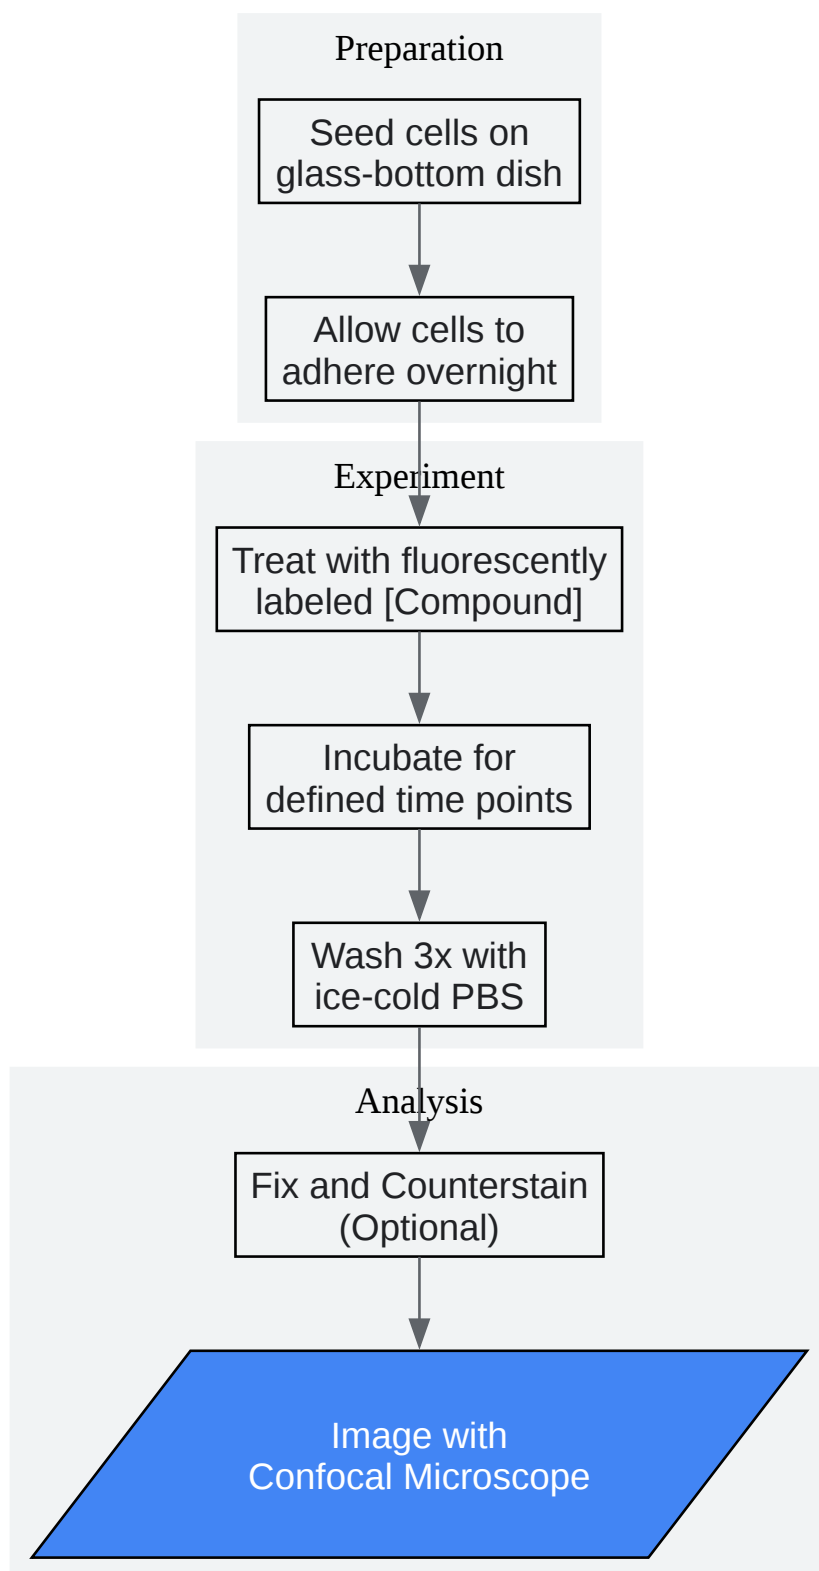 Preparation
Seed cells on
glass-bottom dish
Allow cells to
adhere overnight
Experiment
Treat with fluorescently
labeled [Compound]
Incubate for
defined time points
Wash 3x with
ice-cold PBS
Analysis
Fix and Counterstain
(Optional)
Image with
Confocal Microscope